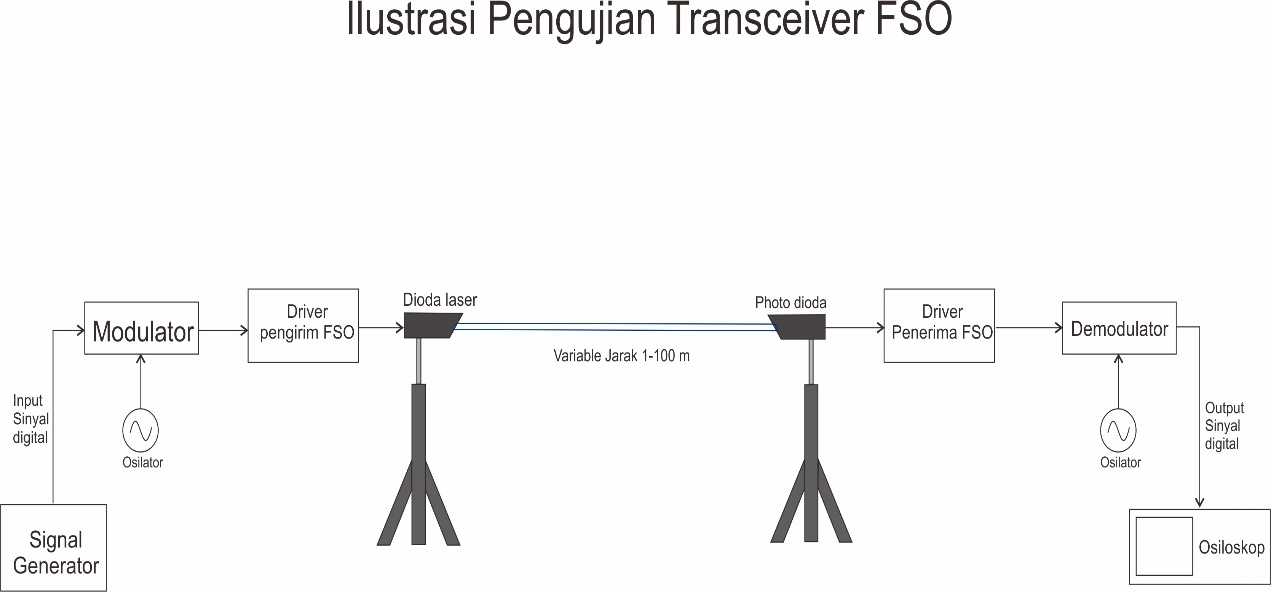 Ilustrasi Pengujian Transceiver FSO
Modulator
Driver
pengirim FSO
Dioda laser
Variable Jarak 1-100 m
Photo dioda
Driver
Penerima FSO
Demodulator
Input
Sinyal
digital
Osilator
Osilator
Output
Sinyal
digital
Signal
Generator
Osiloskop